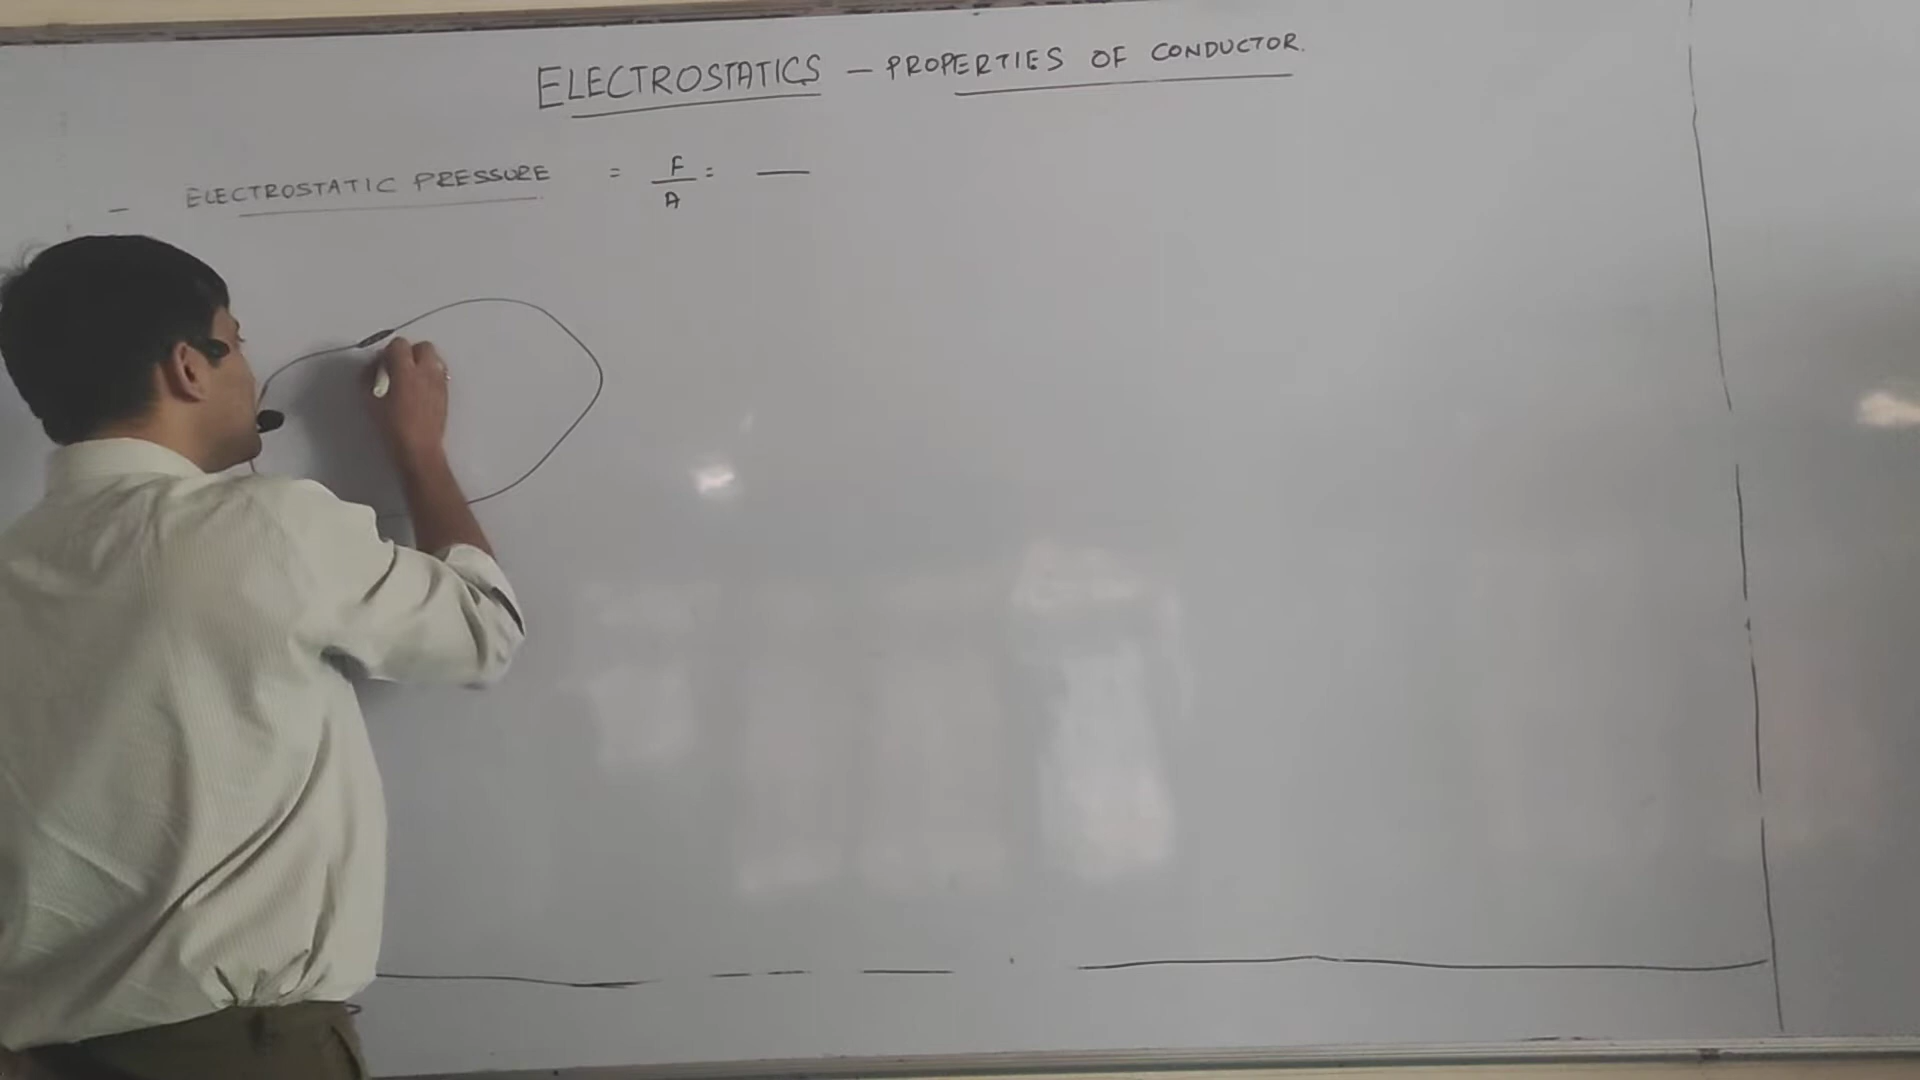 ELECTROSTATICS – PROPERTIES OF CONDUCTOR.
– ELECTROSTATIC PRESSURE = F/A = —